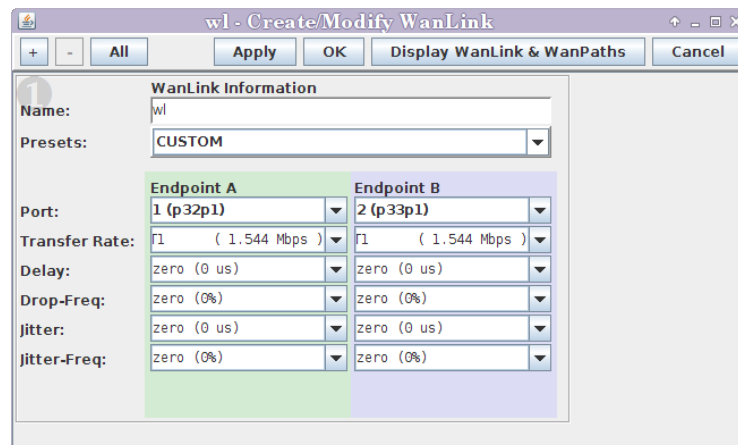 wl - Create/Modify WanLink
+ - All Apply OK Display WanLink & WanPaths Cancel
1
WanLink Information
Name: wl
Presets: CUSTOM
Endpoint A Endpoint B
Port: 1 (p32p1) 2 (p33p1)
Transfer Rate: T1 ( 1.544 Mbps ) T1 ( 1.544 Mbps )
Delay: zero (0 us) zero (0 us)
Drop-Freq: zero (0%) zero (0%)
Jitter: zero (0 us) zero (0 us)
Jitter-Freq: zero (0%) zero (0%)